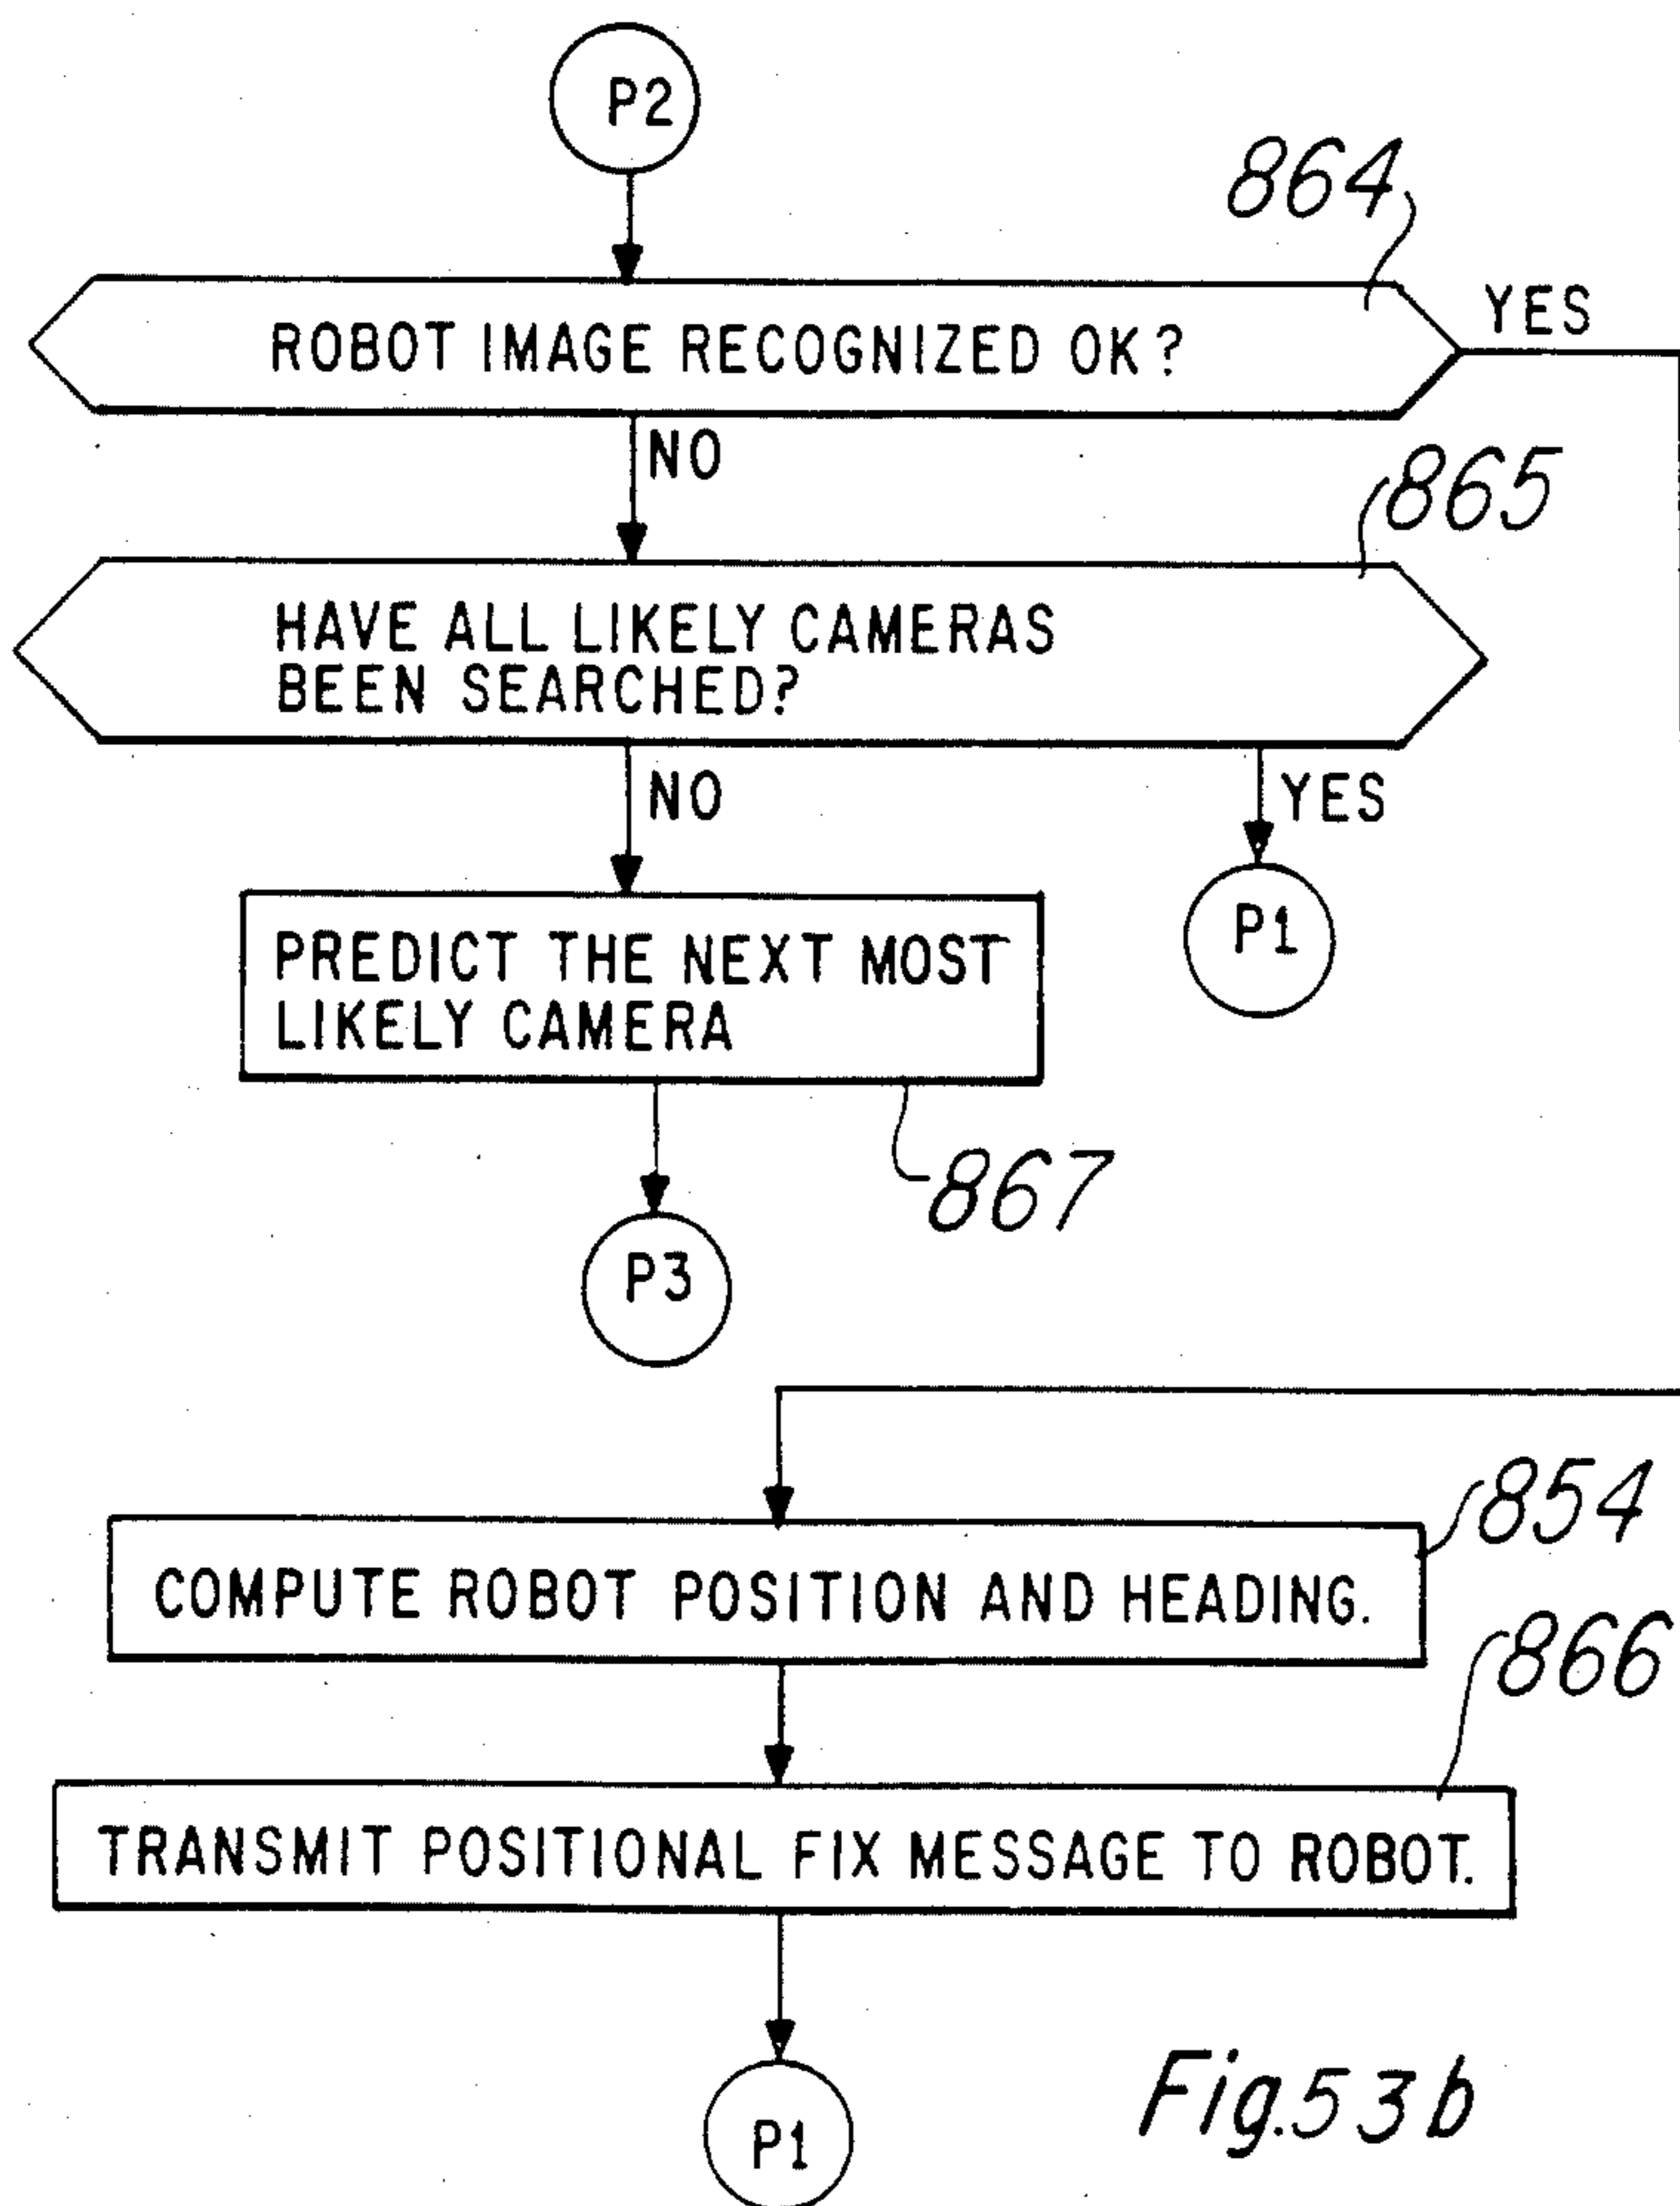 P2
864
ROBOT IMAGE RECOGNIZED OK?
YES
NO
865
HAVE ALL LIKELY CAMERAS
BEEN SEARCHED?
NO
YES
PREDICT THE NEXT MOST
LIKELY CAMERA
P1
867
P3
854
COMPUTE ROBOT POSITION AND HEADING.
866
TRANSMIT POSITIONAL FIX MESSAGE TO ROBOT.
P1
Fig.53b